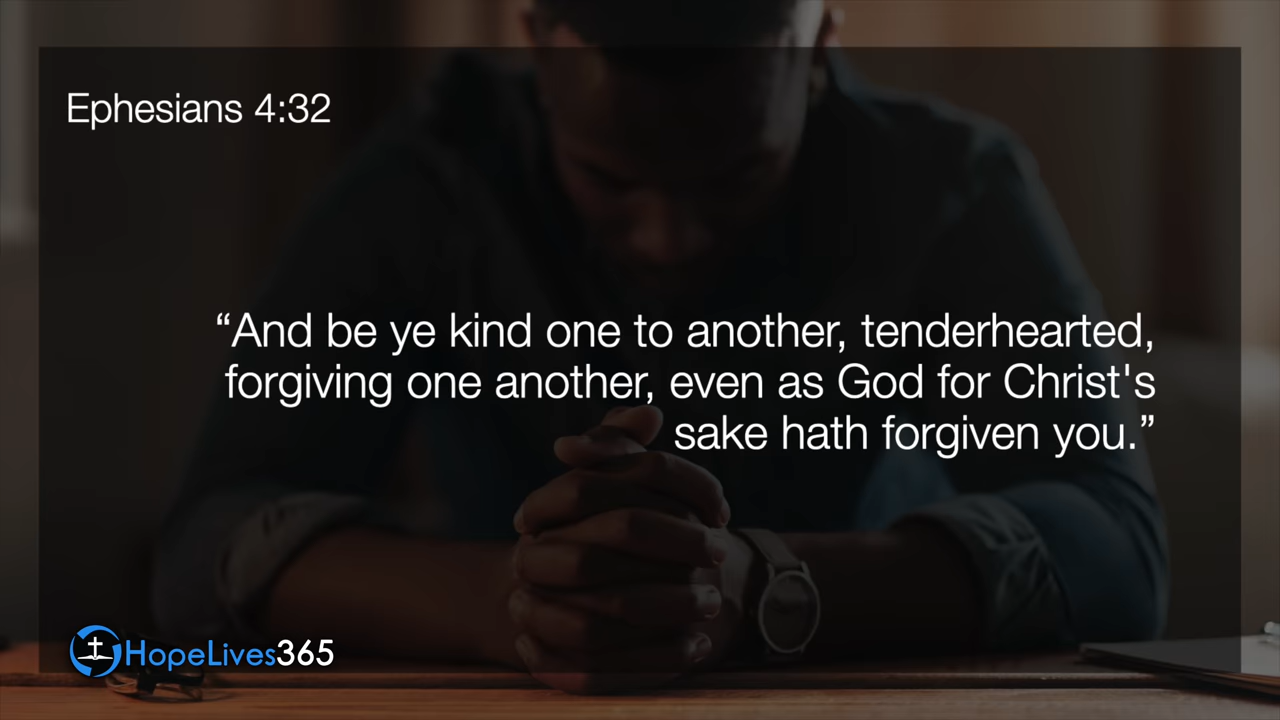 Ephesians 4:32
“And be ye kind one to another, tenderhearted,
forgiving one another, even as God for Christ's
sake hath forgiven you.”
HopeLives365